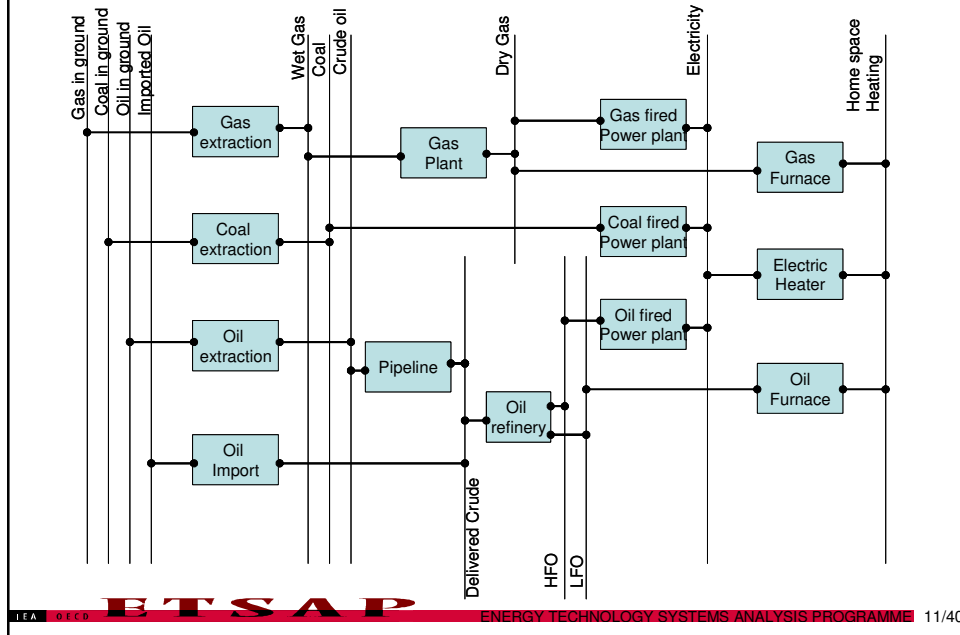 Gas in ground
Coal in ground
Oil in ground
Imported Oil
Wet Gas
Coal
Crude oil
Dry Gas
Electricity
Home space
Heating
Gas
extraction
Gas
Plant
Gas fired
Power plant
Gas
Furnace
Coal
extraction
Coal fired
Power plant
Electric
Heater
Oil
extraction
Pipeline
Oil fired
Power plant
Oil
refinery
Oil
Furnace
Oil
Import
Delivered Crude
HFO
LFO
IEA OECD ETSAP ENERGY TECHNOLOGY SYSTEMS ANALYSIS PROGRAMME 11/40